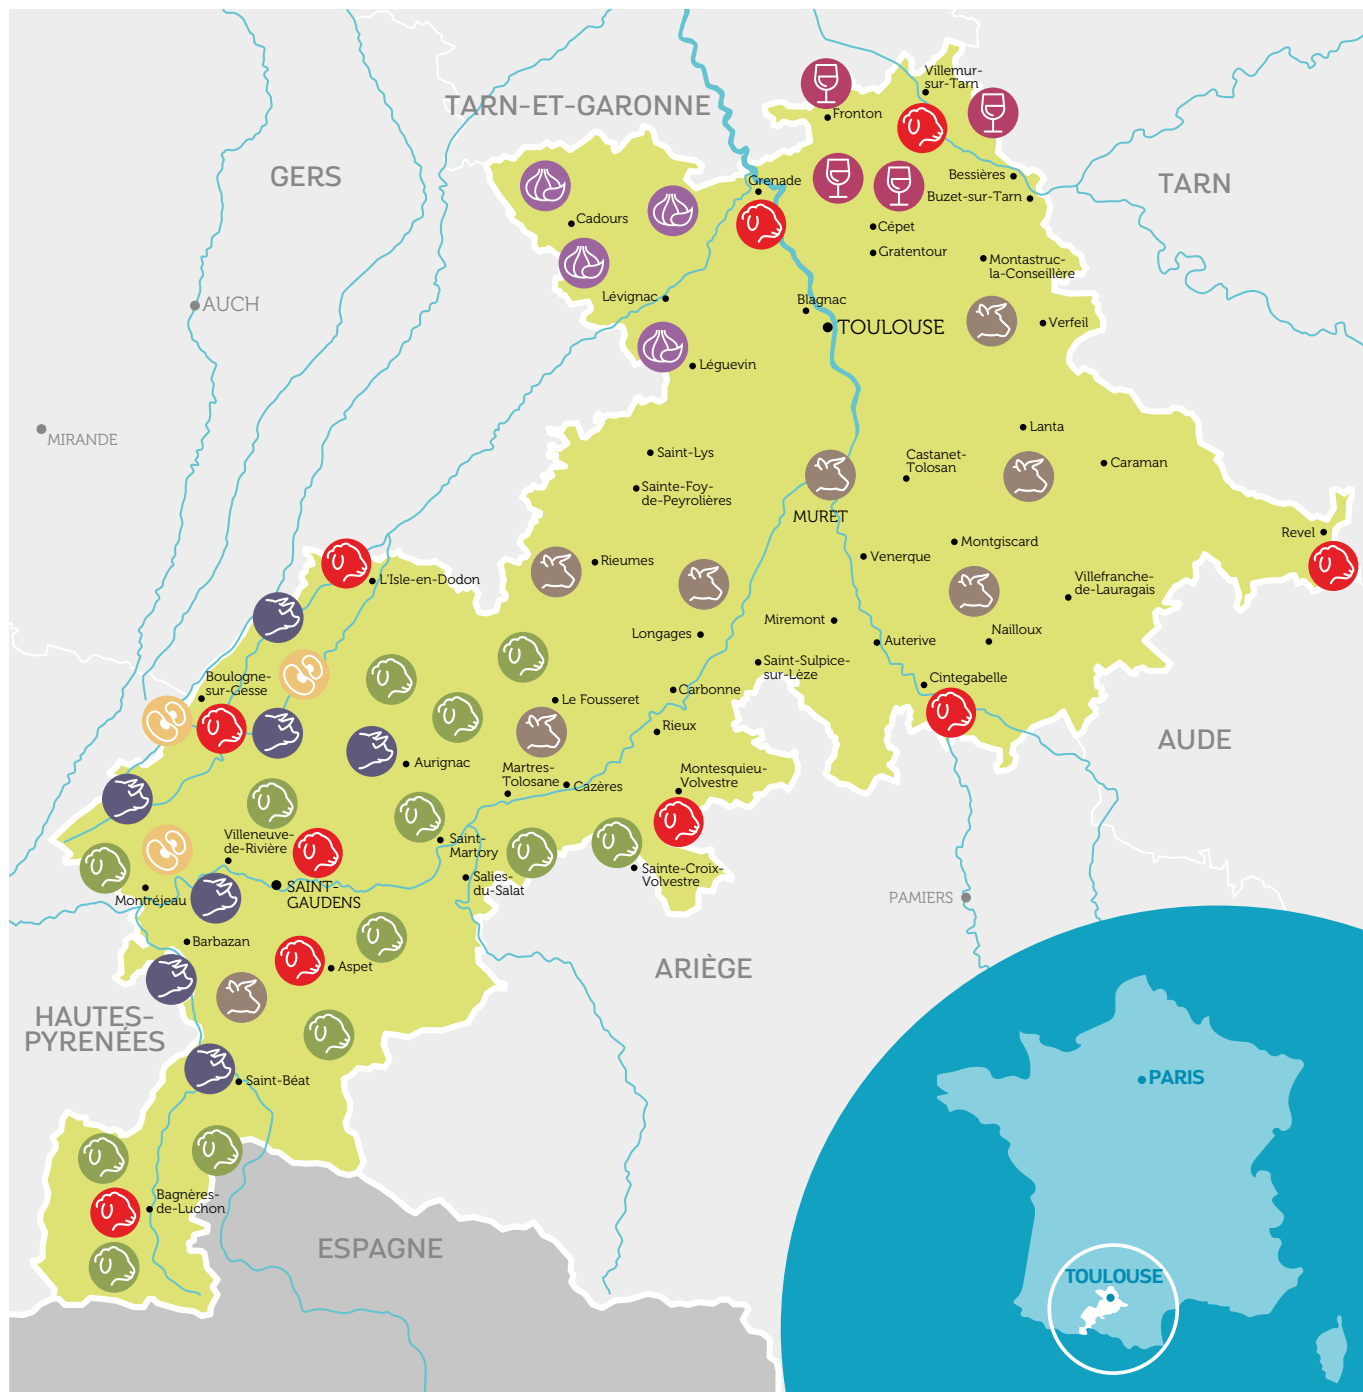 Villemur-
sur-Tarn
TARN-ET-GARONNE
Fronton
GERS
Bessières
TARN
Grenade
Buzet-sur-Tarn
Cadours
Cépet
Gratentour
Montastruc-
la-Conseillère
Lévignac
Blagnac
AUCH
TOULOUSE
Verfeil
Léguevin
MIRANDE
Lanta
Saint-Lys
Castanet-
Tolosan
Caraman
Sainte-Foy-
de-Peyrolières
MURET
Revel
Venerque
Montgiscard
Rieumes
L'Isle-en-Dodon
Villefranche-
de-Lauragais
Miremont
Longages
Nailloux
Auterive
Saint-Sulpice-
sur-Lèze
Boulogne-
sur-Gesse
Cintegabelle
Carbonne
Le Fousseret
Rieux
AUDE
Aurignac
Martres-
Tolosane
Cazères
Montesquieu-
Volvestre
Villeneuve-
de-Rivière
Saint-
Martory
Sainte-Croix-
Volvestre
Salies-
du-Salat
SAINT-
GAUDENS
Montréjeau
PAMIERS
Barbazan
Aspet
ARIÈGE
HAUTES-
PYRENÉES
Saint-Béat
PARIS
Bagnères-
de-Luchon
ESPAGNE
TOULOUSE